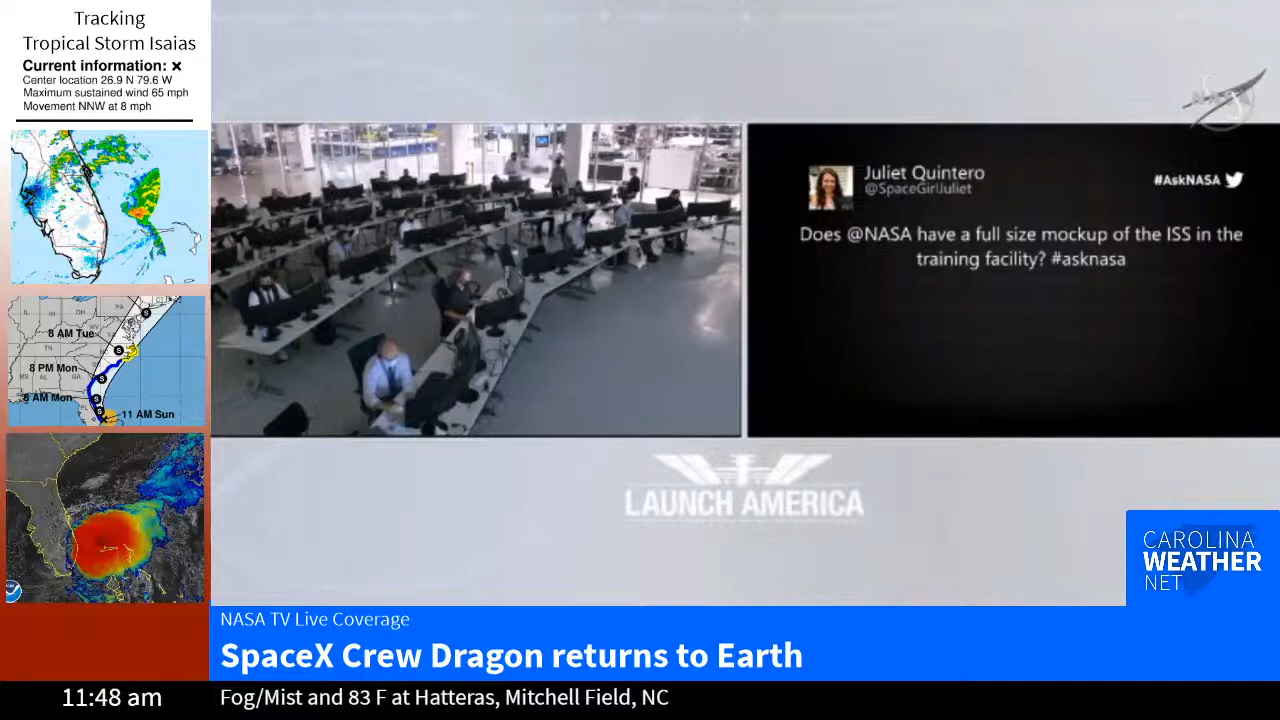 Tracking
Tropical Storm Isaias
Current information: ×
Center location 26.9 N 79.6 W
Maximum sustained wind 65 mph
Movement NNW at 8 mph
8 AM Tue
8 PM Mon
8 AM Mon
11 AM Sun
Juliet Quintero
@SpaceGirlJuliet
#AskNASA
Does @NASA have a full size mockup of the ISS in the
training facility? #asknasa
LAUNCH AMERICA
CAROLINA
WEATHER
NET
NASA TV Live Coverage
SpaceX Crew Dragon returns to Earth
11:48 am
Fog/Mist and 83 F at Hatteras, Mitchell Field, NC